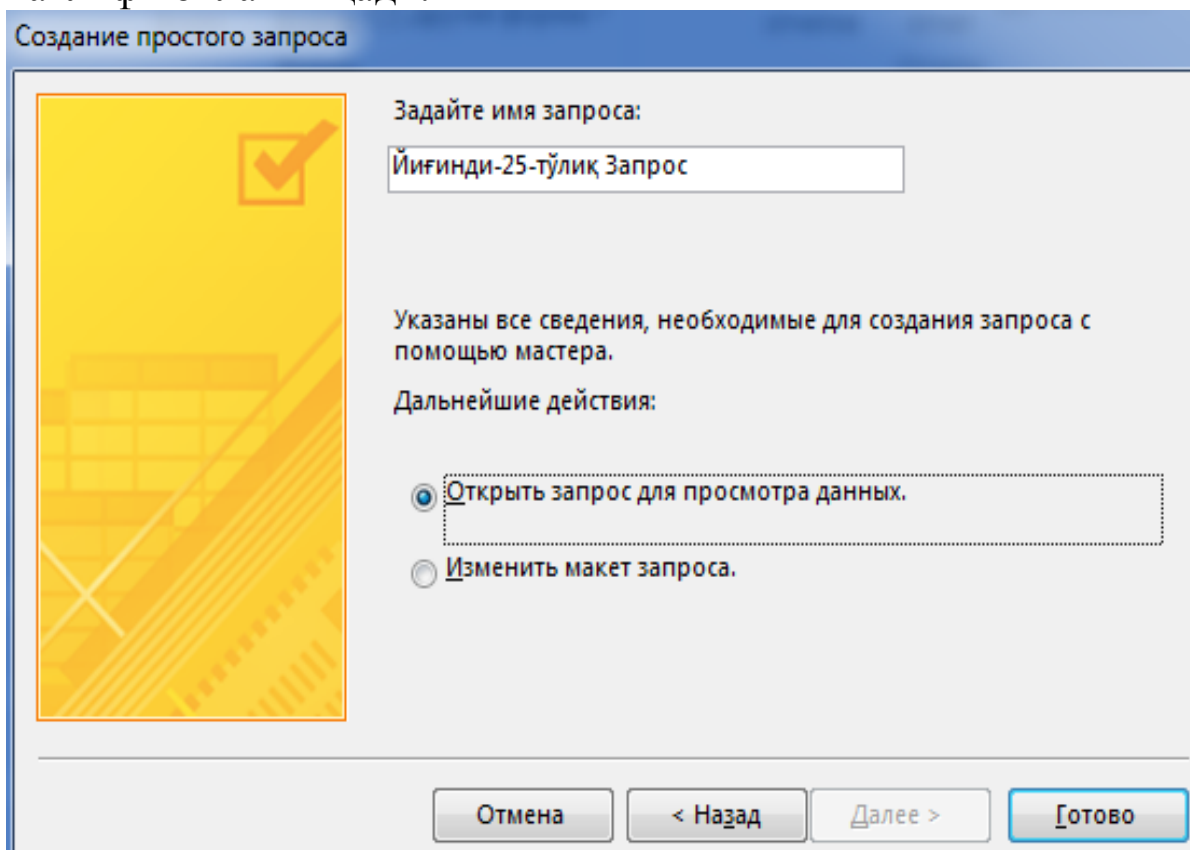 Создание простого запроса
Задайте имя запроса:
Йиғинди-25-тўлиқ Запрос
Указаны все сведения, необходимые для создания запроса с
помощью мастера.
Дальнейшие действия:
Открыть запрос для просмотра данных.
Изменить макет запроса.
Отмена
< Назад
Далее >
Готово